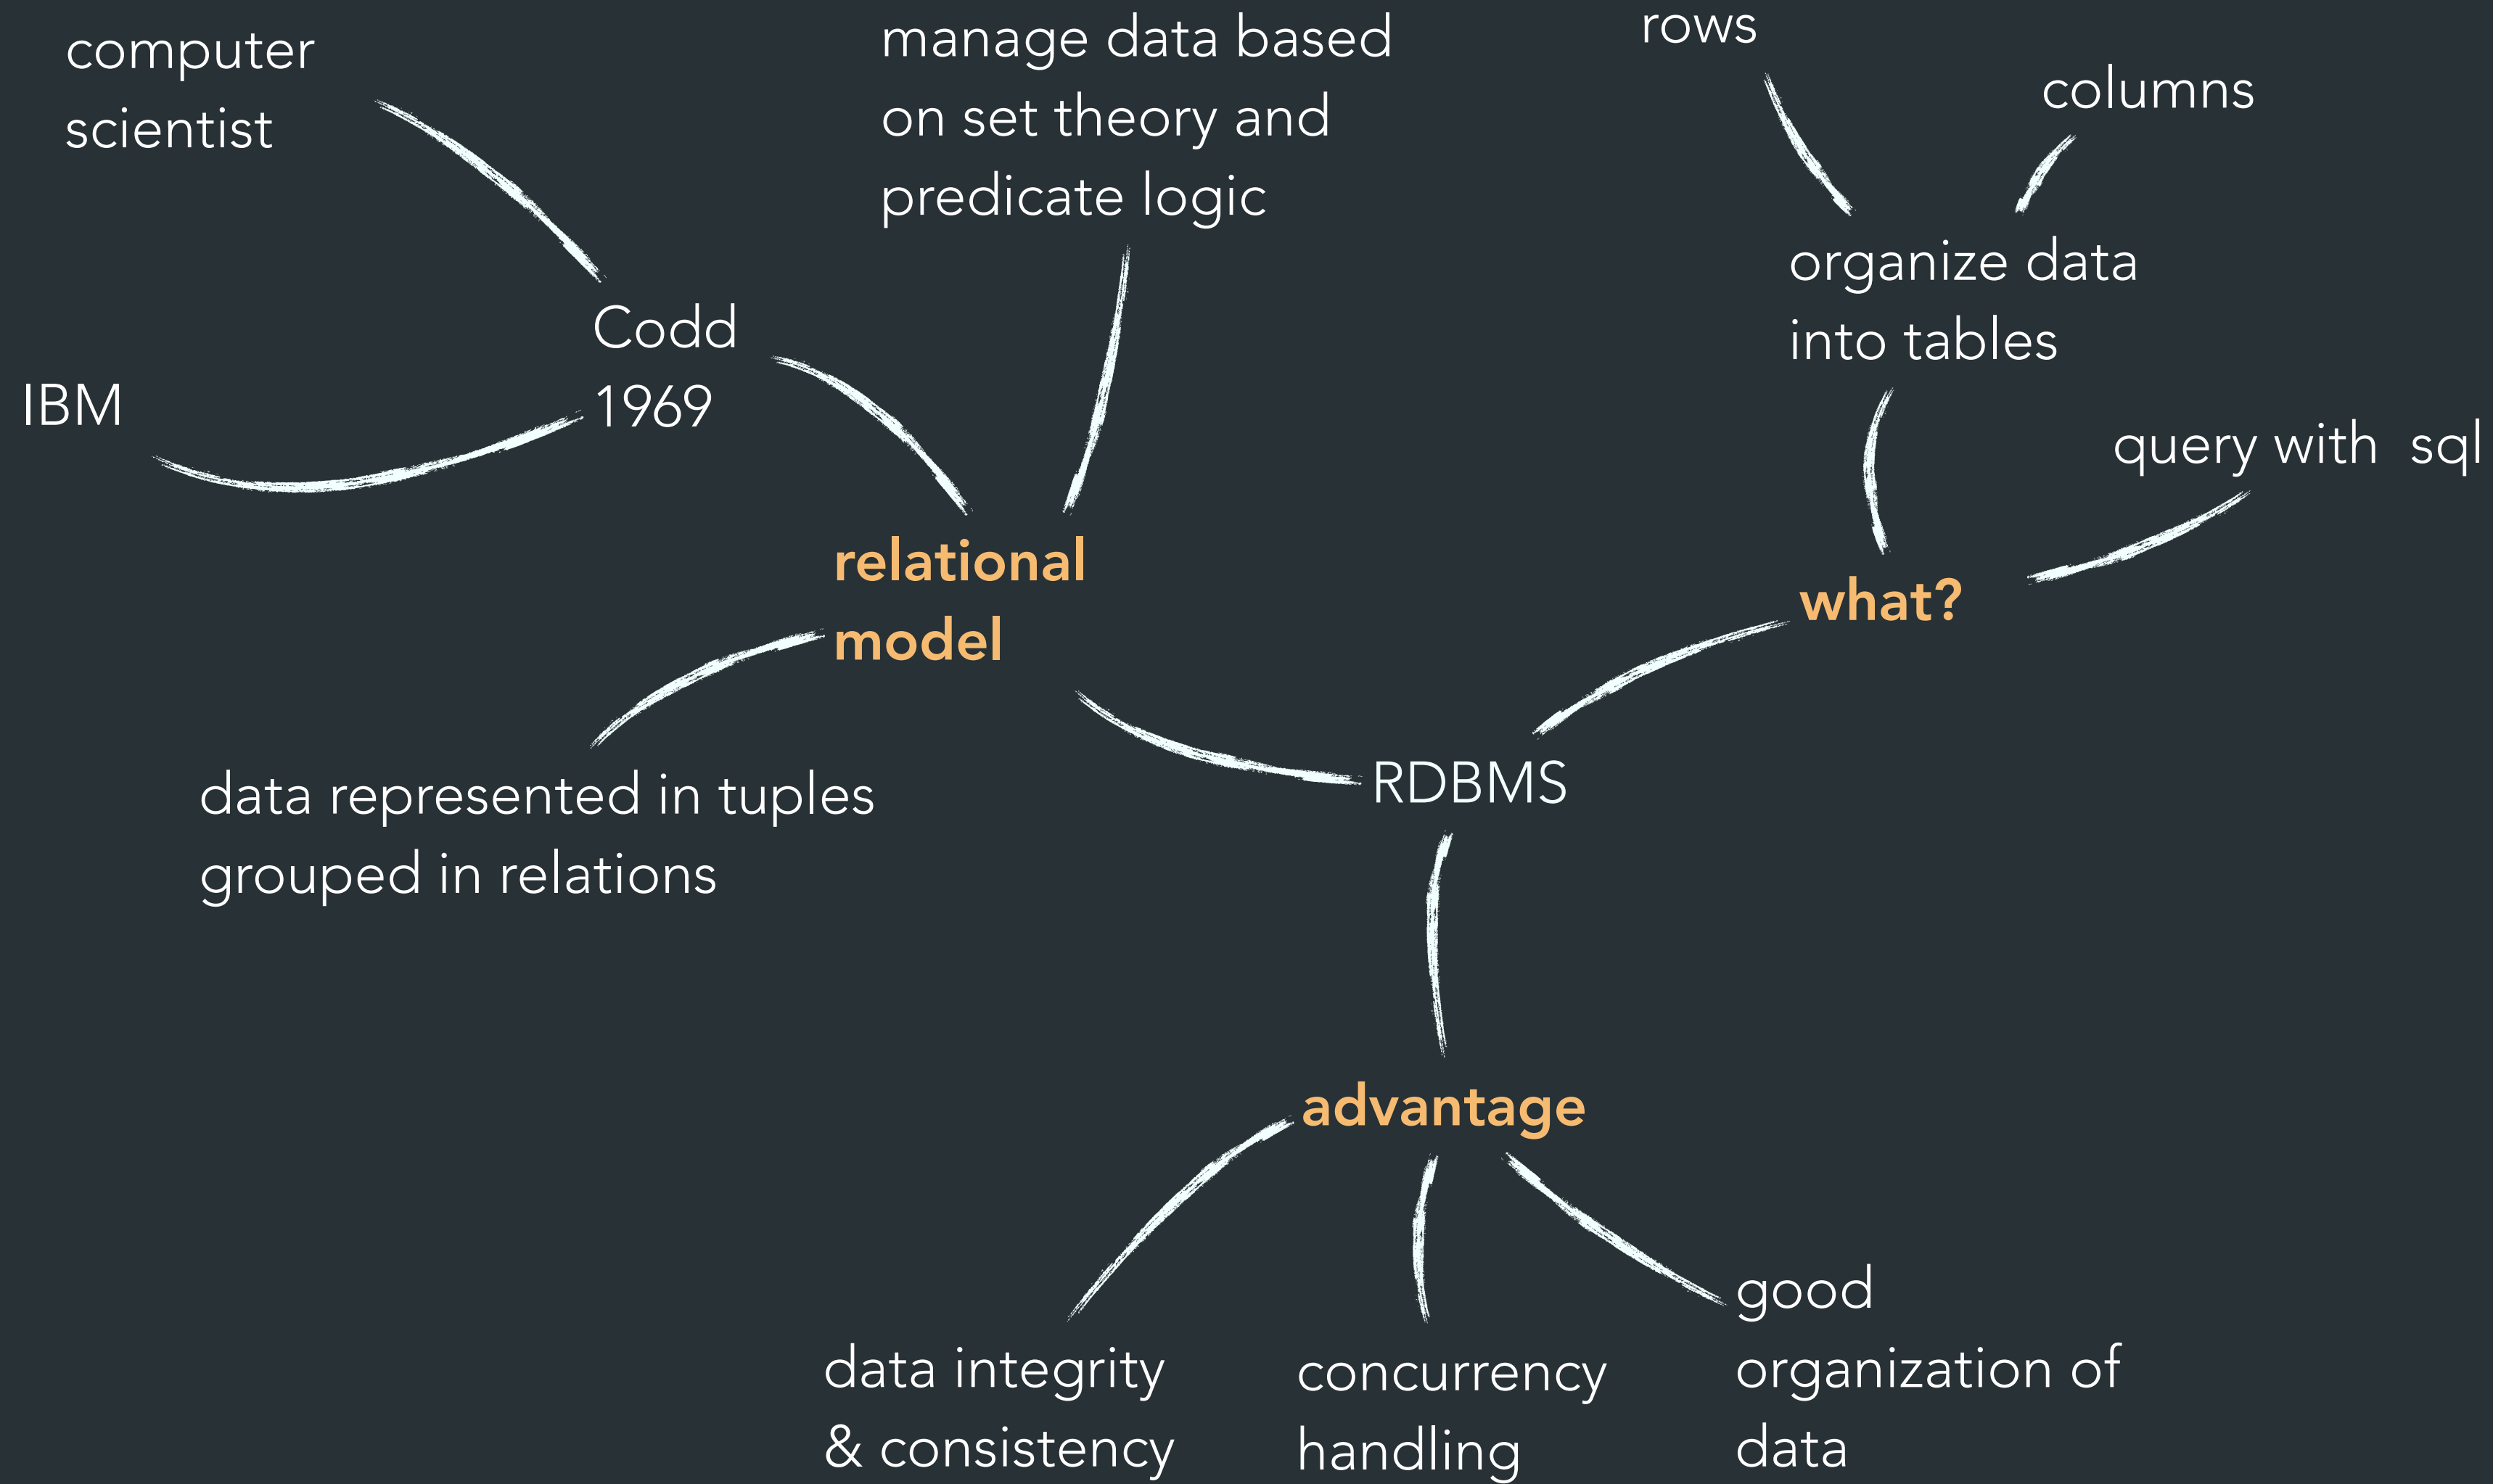 computer
scientist
manage data based
on set theory and
predicate logic
rows
columns
organize data
into tables
Codd
1969
IBM
query with  sql
relational
model
what?
data represented in tuples
grouped in relations
RDBMS
advantage
data integrity
& consistency
concurrency
handling
good
organization of
data